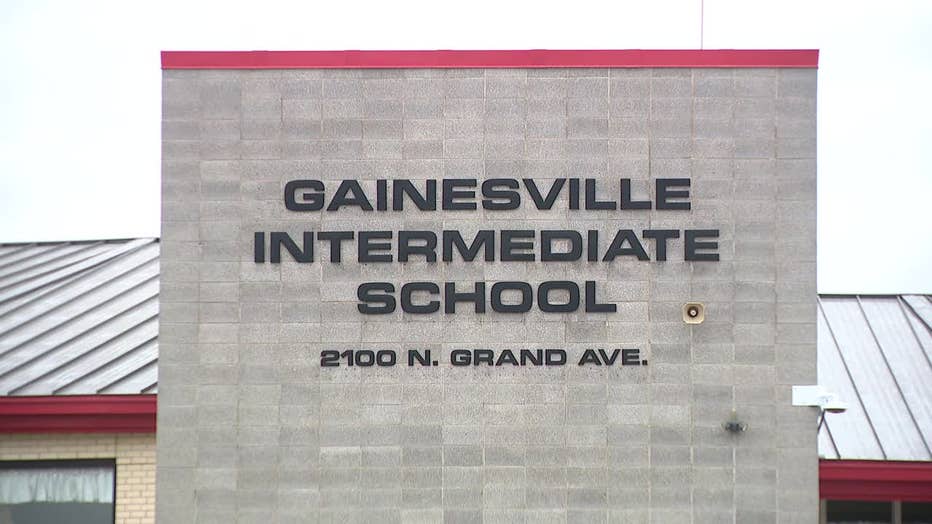 GAINESVILLE
INTERMEDIATE
SCHOOL
2100 N. GRAND AVE.